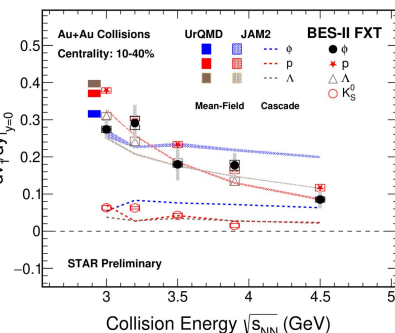 Au+Au Collisions
Centrality: 10-40%
UrQMD JAM2 BES-II FXT
ϕ ϕ
p p
Λ Λ
Mean-Field Cascade K⁰S
0.5
0.4
0.3
0.2
0.1
0
−0.1
STAR Preliminary
3 3.5 4 4.5 5
Collision Energy √sNN (GeV)